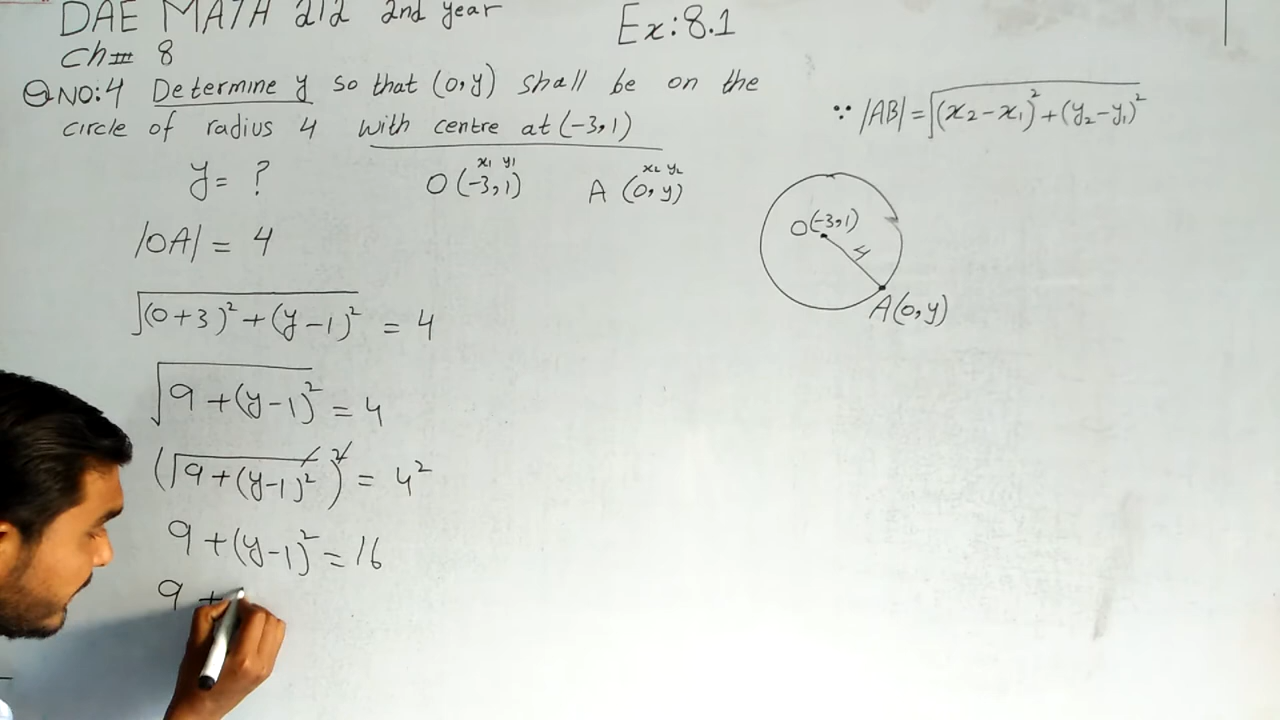 DAE MATH 212 2nd year
Ex: 8.1
Ch# 8
Q NO: 4 Determine y so that (0, y) shall be on the
circle of radius 4 with centre at (-3, 1)
∵ |AB| = √(x₂ - x₁)² + (y₂ - y₁)²
y = ?
x₁ y₁
O (-3, 1)
x₂ y₂
A (0, y)
|OA| = 4
√(0 + 3)² + (y - 1)² = 4
√9 + (y - 1)² = 4
(√9 + (y - 1)²)² = 4²
9 + (y - 1)² = 16
9 +
O(-3, 1)
4
A(0, y)